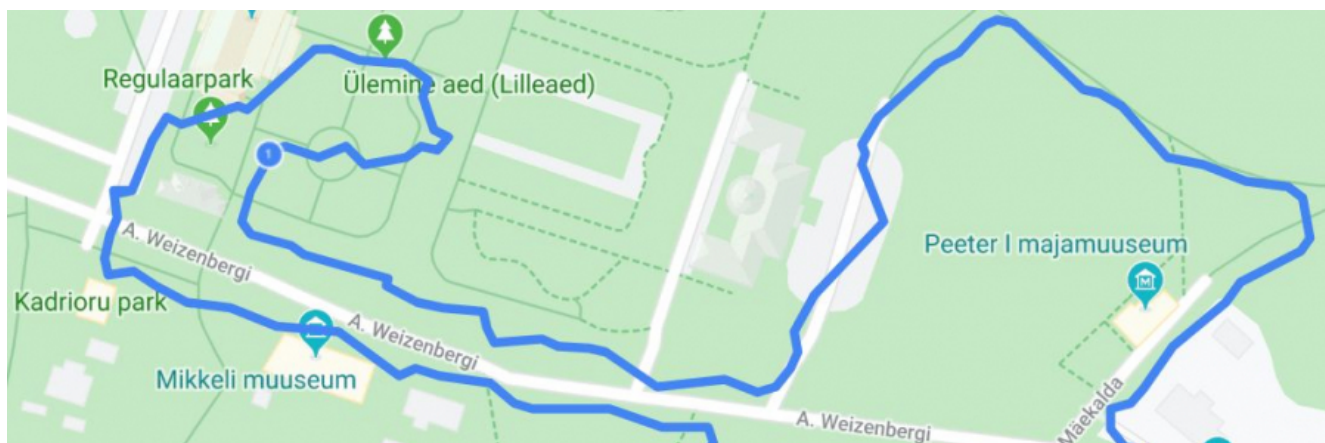 Regulaarpark
Ülemine aed (Lilleaed)
1
A. Weizenbergi
Peeter I majamuuseum
M
Kadrioru park
A. Weizenbergi
Mikkeli muuseum
Mäekalda
A. Weizenbergi